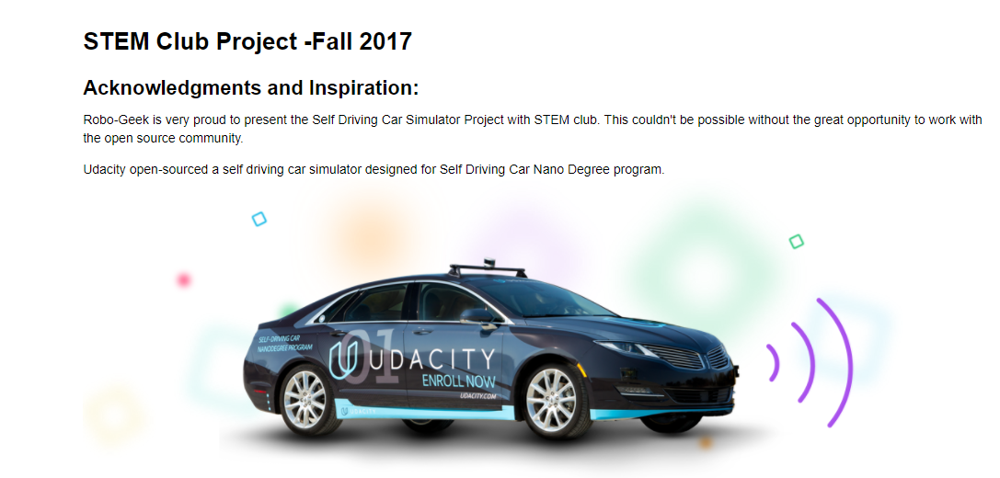 STEM Club Project -Fall 2017
Acknowledgments and Inspiration:
Robo-Geek is very proud to present the Self Driving Car Simulator Project with STEM club. This couldn't be possible without the great opportunity to work with
the open source community.
Udacity open-sourced a self driving car simulator designed for Self Driving Car Nano Degree program.
SELF-DRIVING CAR
NANODEGREE PROGRAM
01
UDACITY
ENROLL NOW
UDACITY.COM
UDACITY